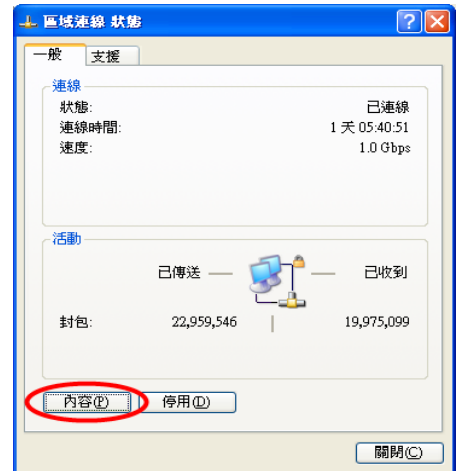 區域連線 狀態
一般 支援
連線
狀態: 已連線
連線時間: 1 天 05:40:51
速度: 1.0 Gbps
活動
已傳送 — — 已收到
封包: 22,959,546 | 19,975,099
內容(P) 停用(D)
關閉(C)